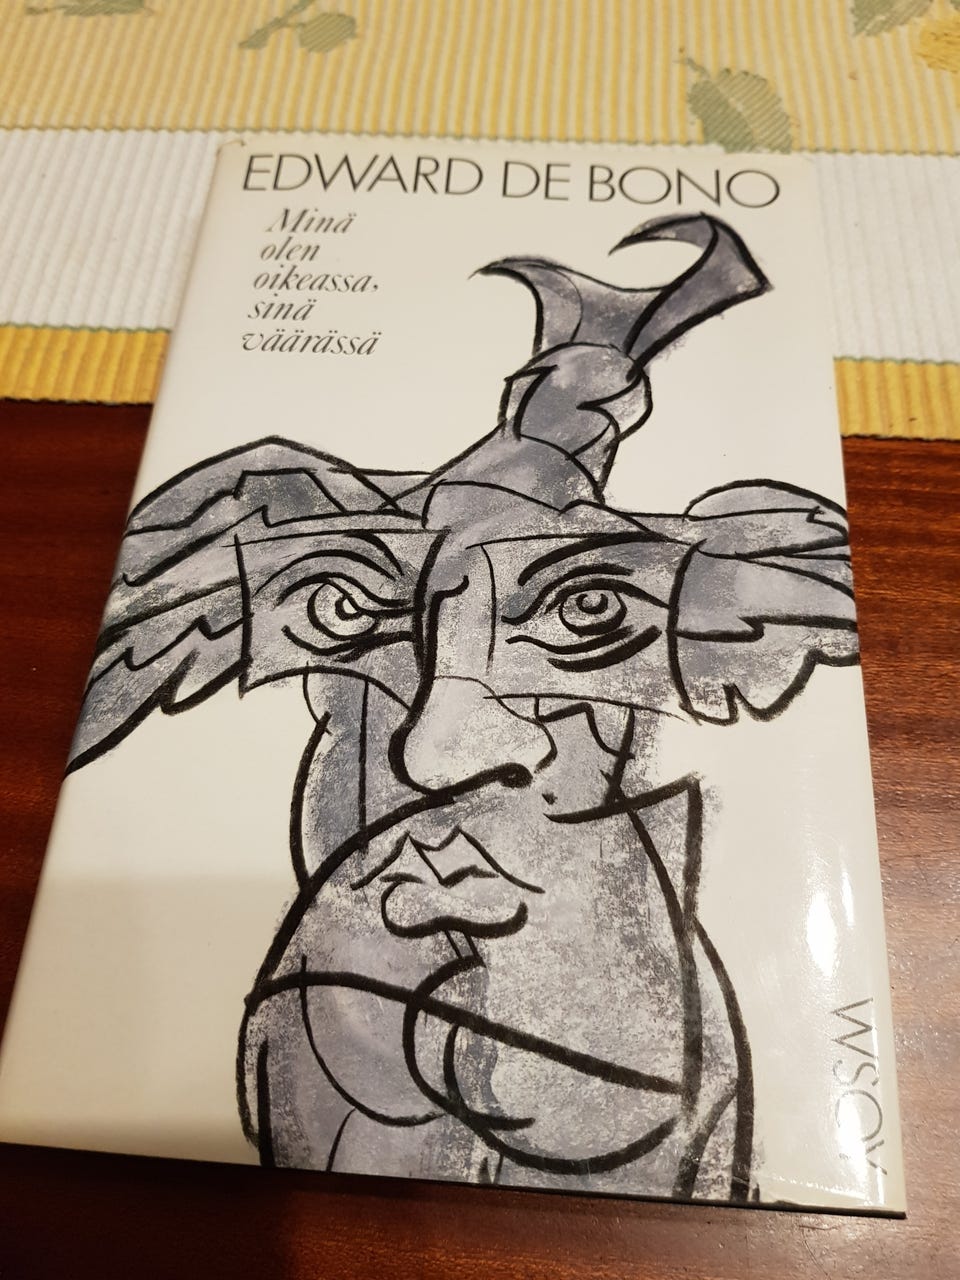 EDWARD DE BONO
Minä
olen
oikeassa,
sinä
väärässä
WSOY